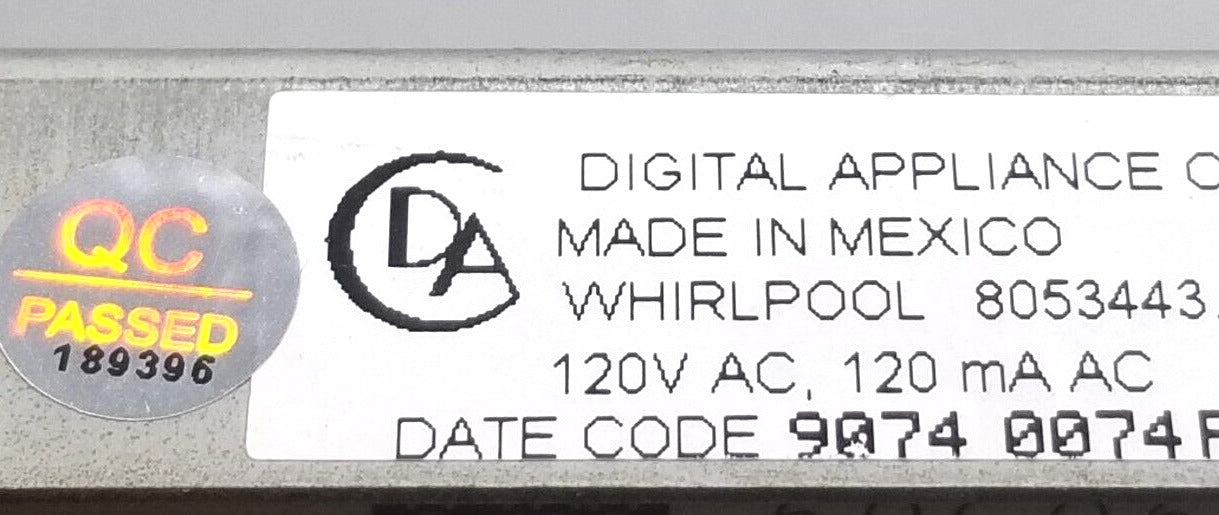 QC
PASSED
189396
CDA
DIGITAL APPLIANCE C
MADE IN MEXICO
WHIRLPOOL 8053443
120V AC, 120 mA AC
DATE CODE 9074 0074